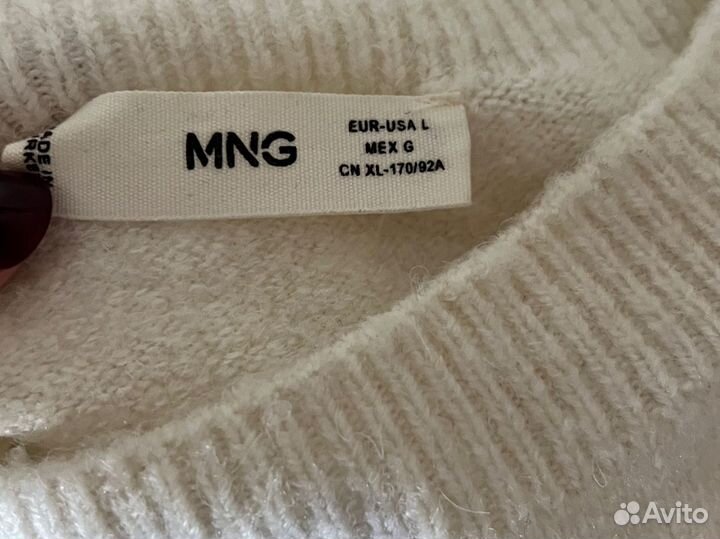 MNG
EUR-USA L
MEX G
CN XL-170/92A
Avito